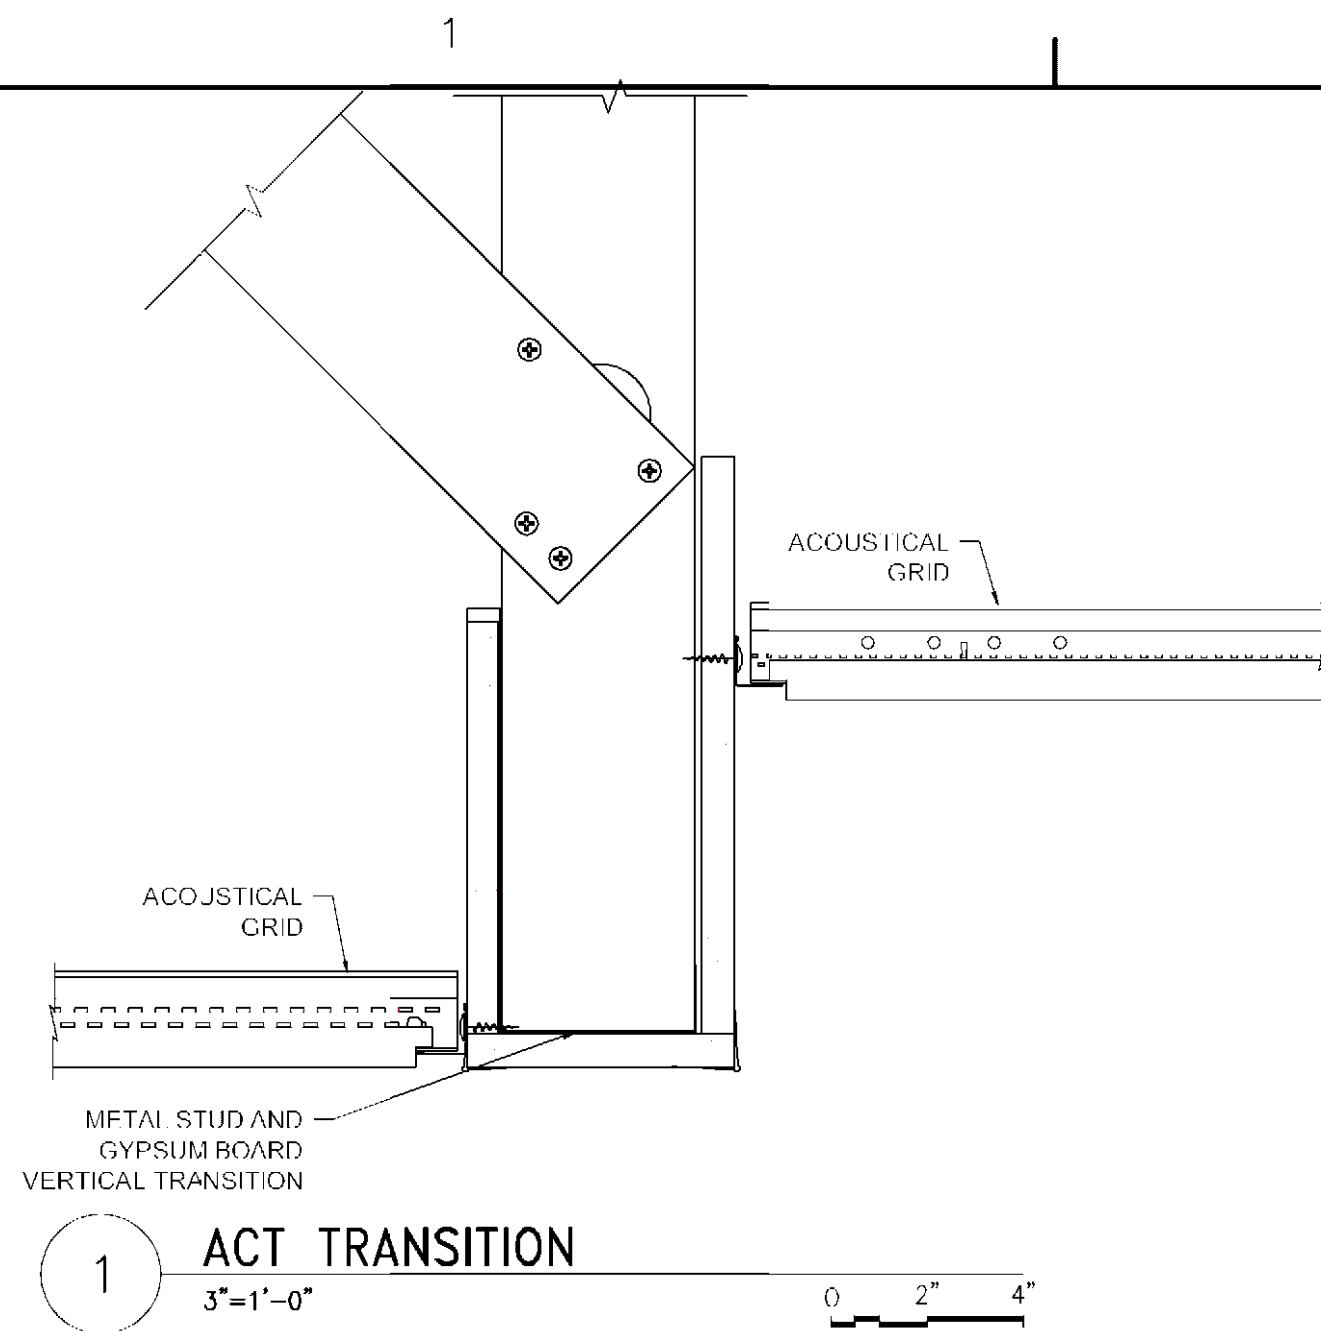 1
ACOUSTICAL
GRID
ACOJSTICAL
GRID
METAL STUD AND
GYPSUM BOARD
VERTICAL TRANSITION
1
ACT TRANSITION
3"=1'-0"
0 2" 4"